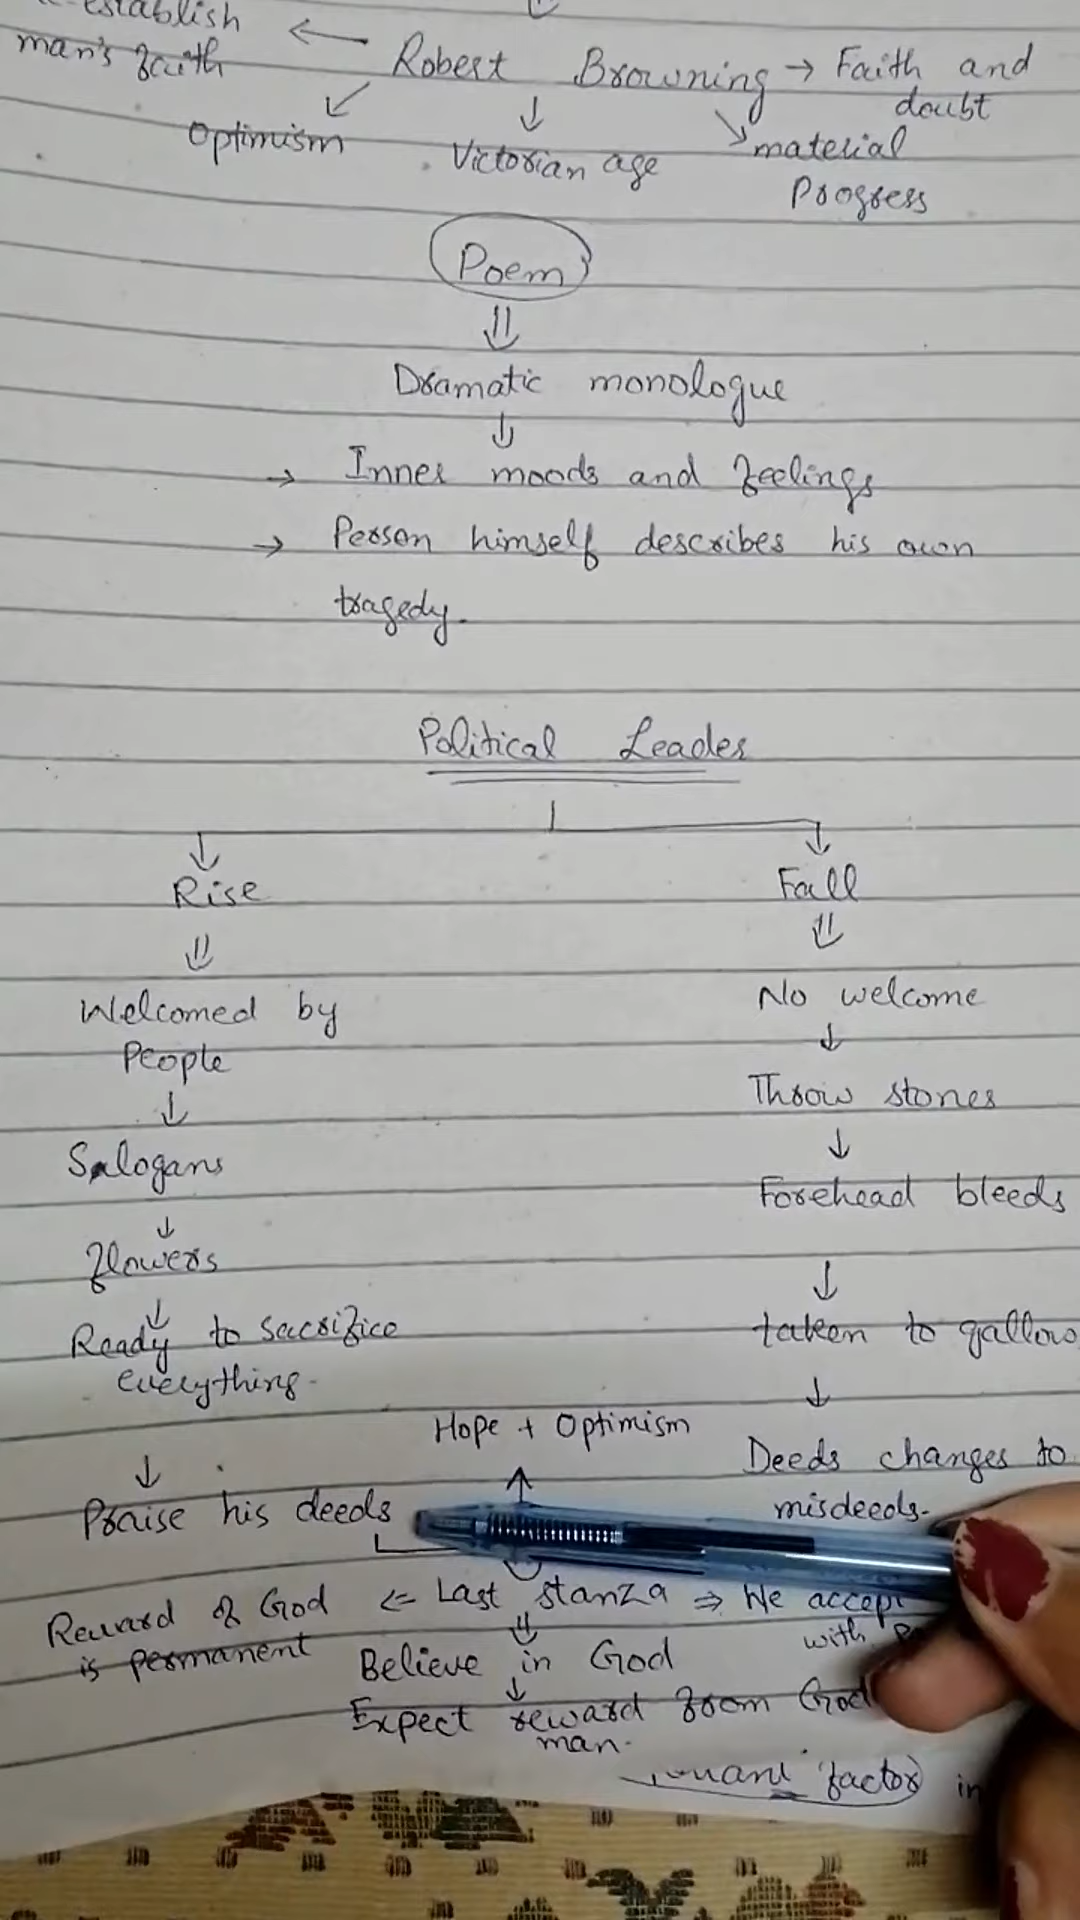 establish
man's faith
← Robert Browning → Faith and
doubt
Optimism
Victorian age
material
Progress
Poem
Dramatic monologue
→ Inner moods and feelings
→ Person himself describes his own
tragedy.
Political Leader
Rise
Fall
Welcomed by
People
No welcome
Throw stones
Slogans
Forehead bleeds
flowers
Ready to sacrifice
everything.
taken to gallow
Hope + Optimism
Deeds changes to
misdeeds.
Praise his deeds
Reward of God ⇐ Last stanza ⇒ We accept
is permanent
with
Believe in God
Expect reward from God
man.
factor in